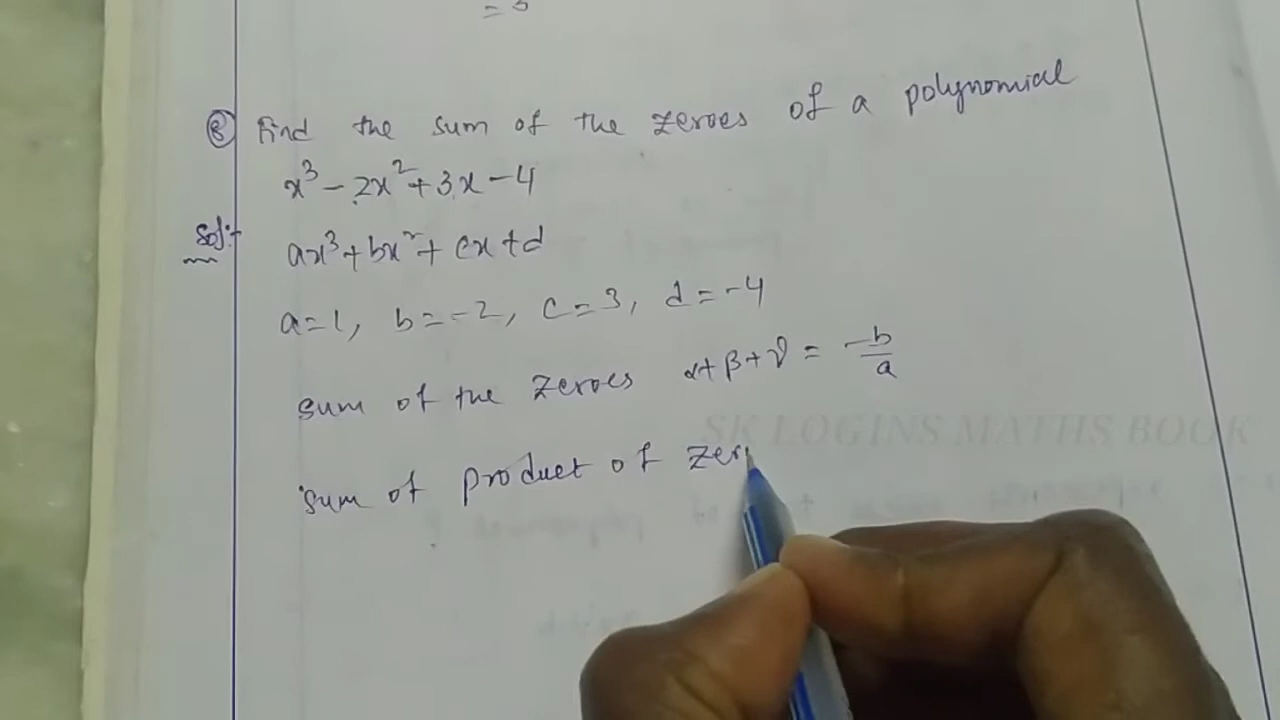 = 3
⑧ Find the sum of the zeroes of a polynomial
x³ - 2x² + 3x - 4
Sol:-
ax³ + bx² + cx + d
a=1, b=-2, c=3, d=-4
sum of the zeroes α+β+γ = -b/a
SK LOGINS MATHS BOOK
sum of product of zer